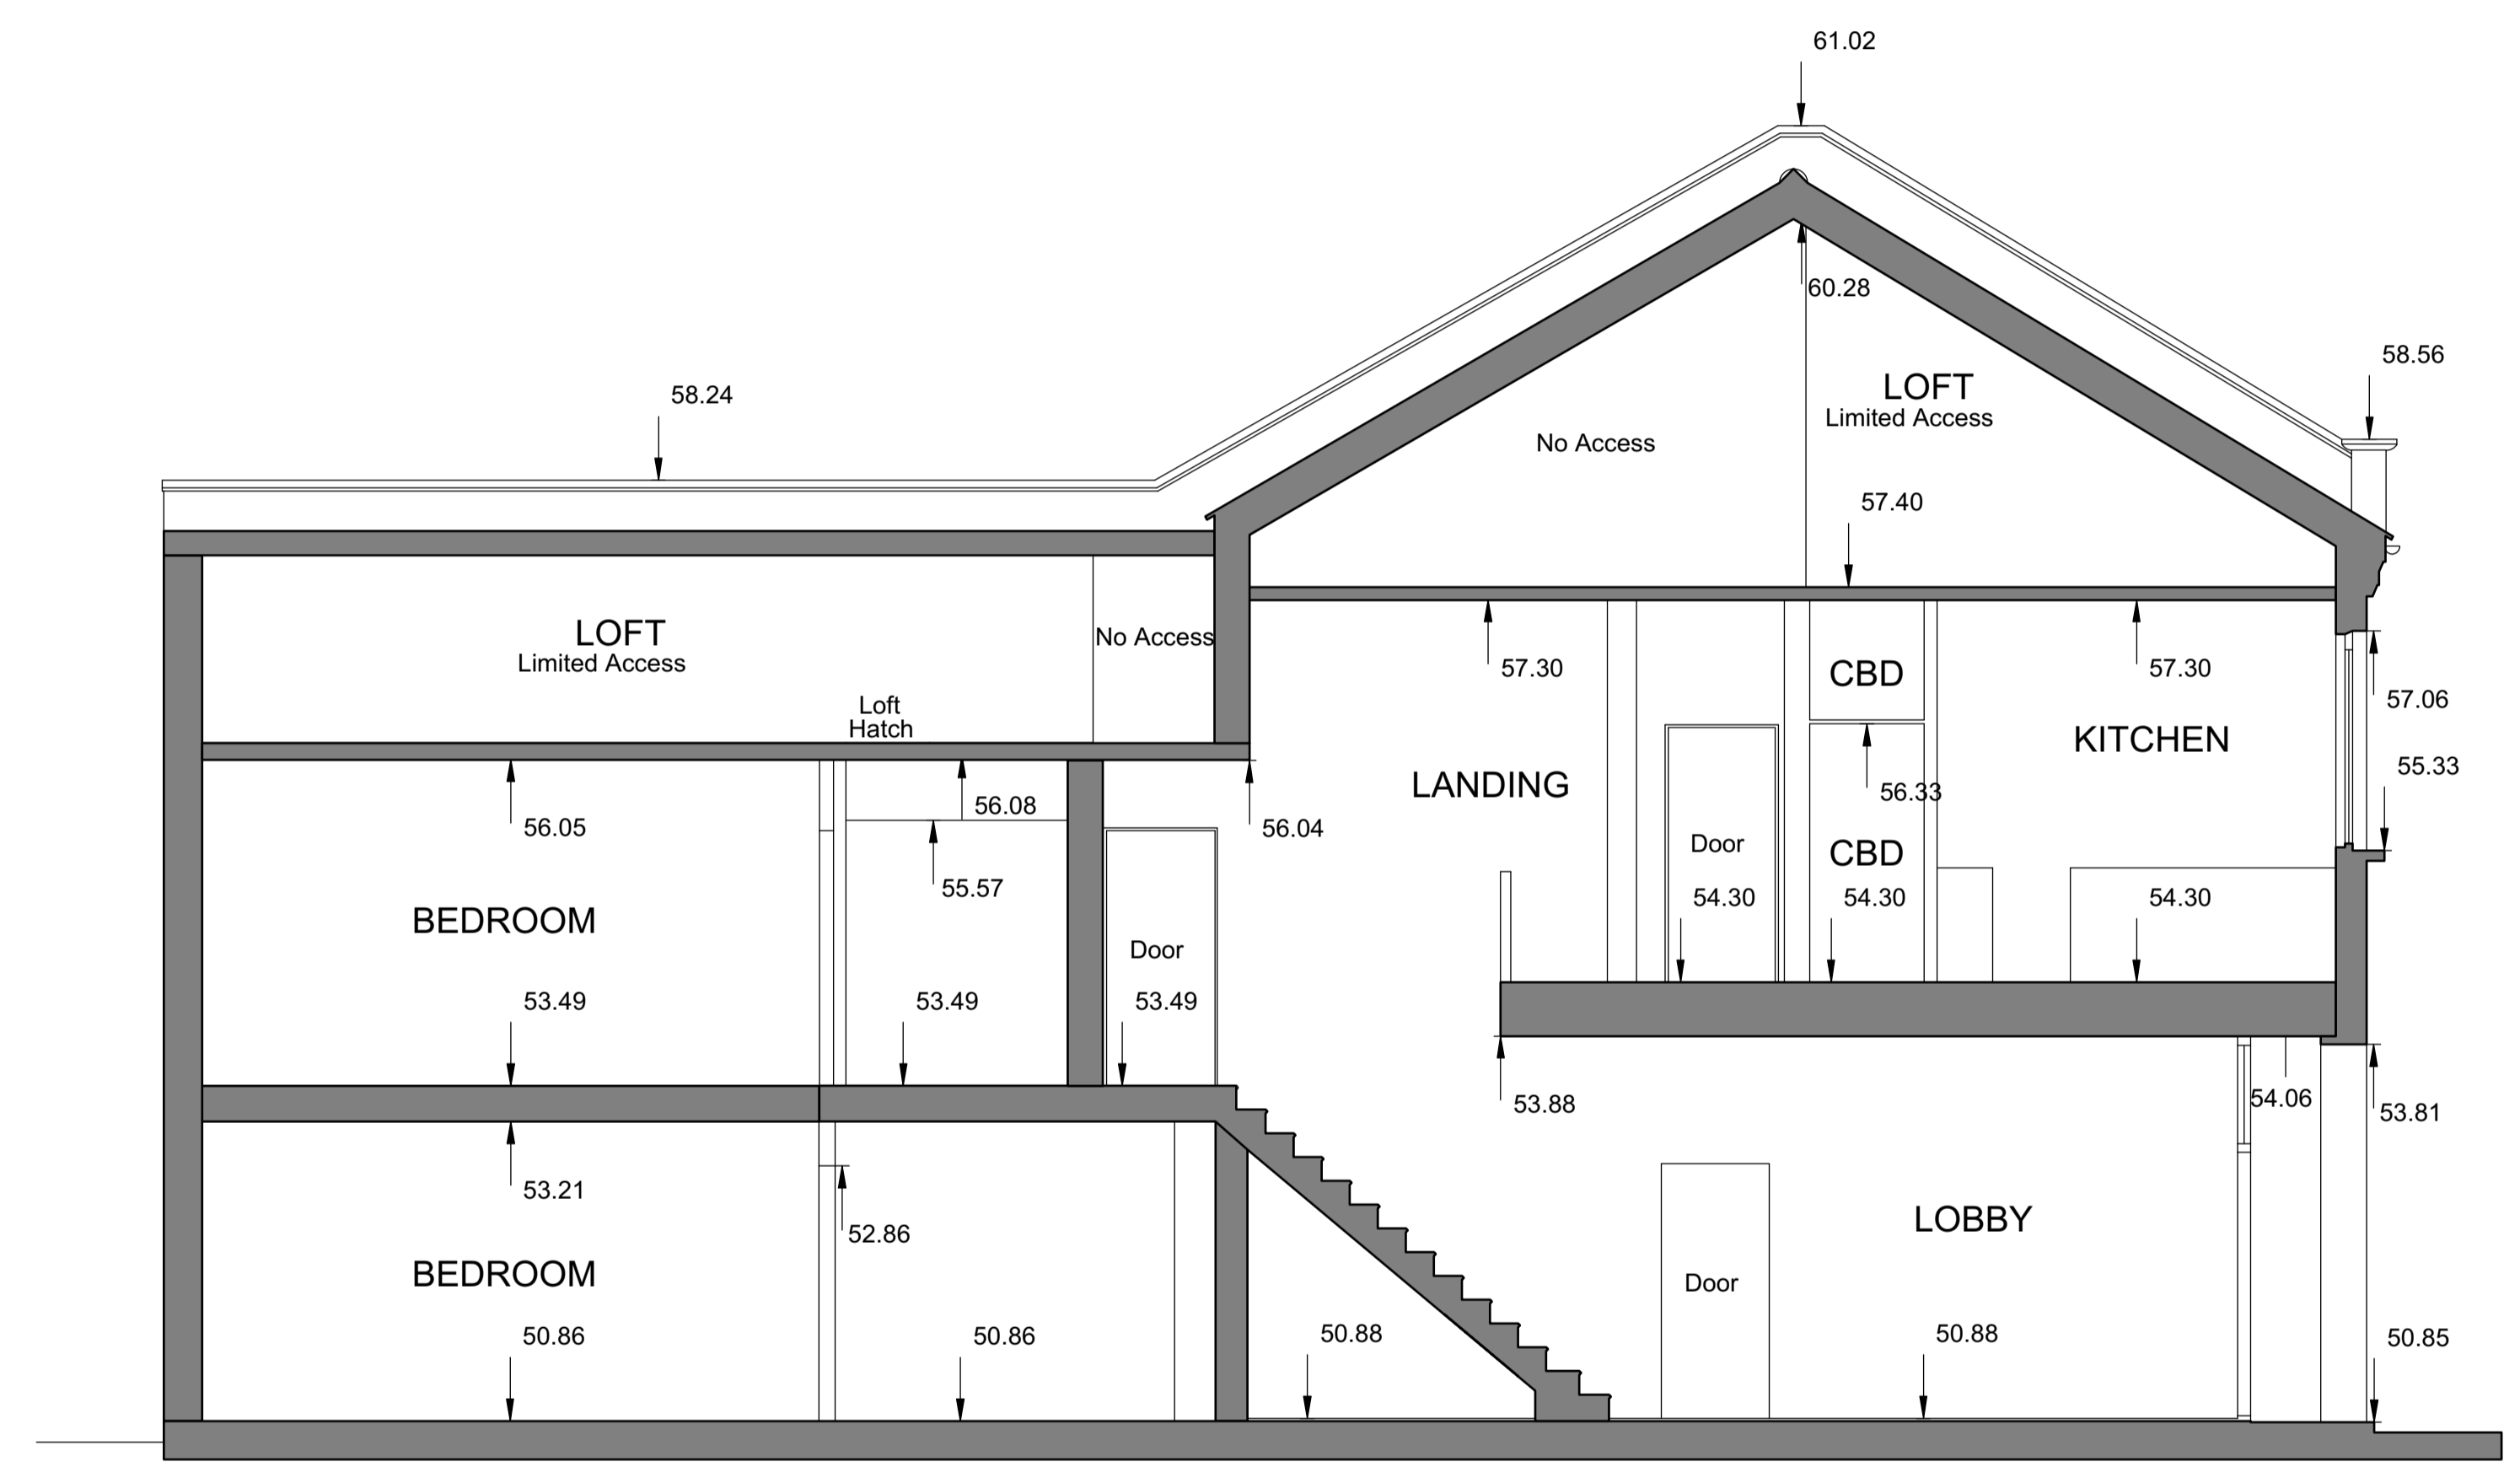 61.02
60.28
58.56
58.24
LOFT
Limited Access
No Access
57.40
LOFT
Limited Access
No Access
Loft
Hatch
57.30
57.30
CBD
57.06
KITCHEN
55.33
LANDING
56.33
56.05
56.08
56.04
Door
CBD
55.57
54.30
54.30
54.30
BEDROOM
Door
53.49
53.49
53.49
53.88
54.06
53.81
53.21
52.86
LOBBY
BEDROOM
Door
50.86
50.86
50.88
50.88
50.85